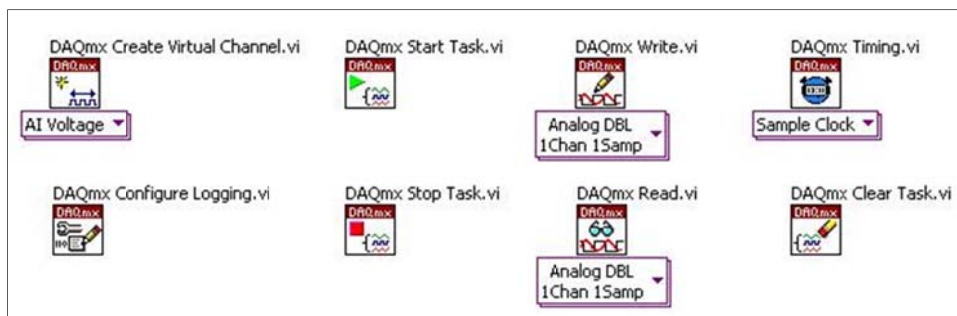 DAQmx Create Virtual Channel.vi
DAQmx
AI Voltage
DAQmx Start Task.vi
DAQmx
DAQmx Write.vi
DAQmx
Analog DBL
1Chan 1Samp
DAQmx Timing.vi
DAQmx
Sample Clock
DAQmx Configure Logging.vi
DAQmx
DAQmx Stop Task.vi
DAQmx
DAQmx Read.vi
DAQmx
Analog DBL
1Chan 1Samp
DAQmx Clear Task.vi
DAQmx